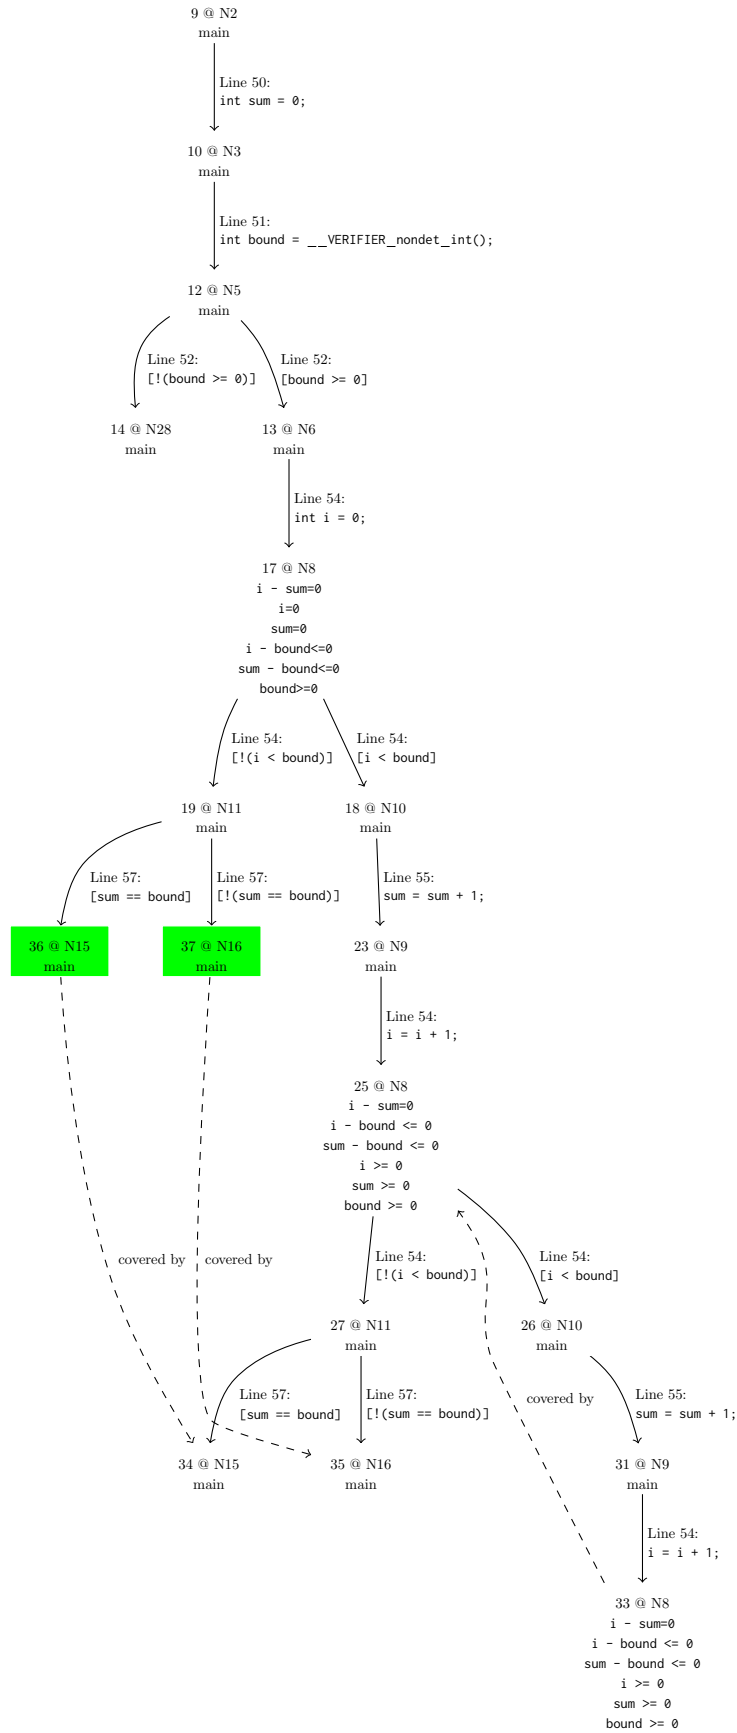 9 @ N2
main
Line 50:
int sum = 0;
10 @ N3
main
Line 51:
int bound = __VERIFIER_nondet_int();
12 @ N5
main
Line 52:
[!(bound >= 0)]
Line 52:
[bound >= 0]
14 @ N28
main
13 @ N6
main
Line 54:
int i = 0;
17 @ N8
i - sum=0
i=0
sum=0
i - bound<=0
sum - bound<=0
bound>=0
Line 54:
[!(i < bound)]
Line 54:
[i < bound]
19 @ N11
main
18 @ N10
main
Line 57:
[sum == bound]
Line 57:
[!(sum == bound)]
Line 55:
sum = sum + 1;
36 @ N15
main
37 @ N16
main
23 @ N9
main
Line 54:
i = i + 1;
25 @ N8
i - sum=0
i - bound <= 0
sum - bound <= 0
i >= 0
sum >= 0
bound >= 0
covered by
covered by
Line 54:
[!(i < bound)]
Line 54:
[i < bound]
27 @ N11
main
26 @ N10
main
Line 57:
[sum == bound]
Line 57:
[!(sum == bound)]
covered by
Line 55:
sum = sum + 1;
34 @ N15
main
35 @ N16
main
31 @ N9
main
Line 54:
i = i + 1;
33 @ N8
i - sum=0
i - bound <= 0
sum - bound <= 0
i >= 0
sum >= 0
bound >= 0